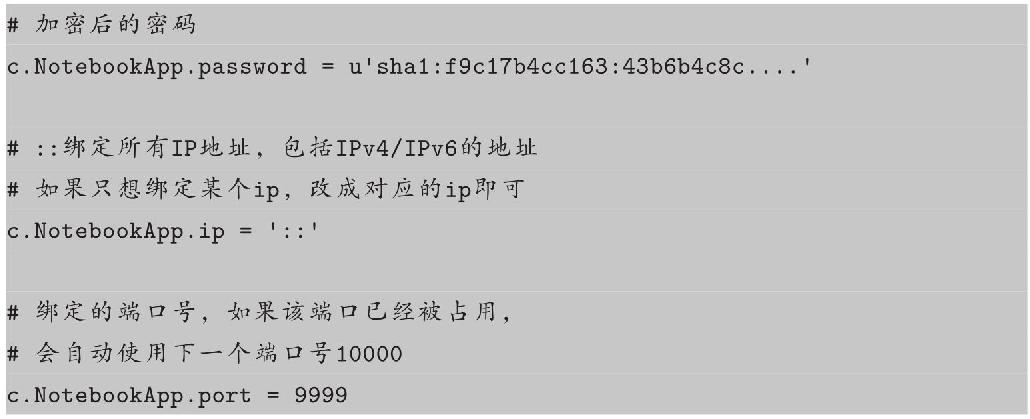 # 加密后的密码
c.NotebookApp.password = u'sha1:f9c17b4cc163:43b6b4c8c....'
# ::绑定所有IP地址，包括IPv4/IPv6的地址
# 如果只想绑定某个ip，改成对应的ip即可
c.NotebookApp.ip = '::'
# 绑定的端口号，如果该端口已经被占用，
# 会自动使用下一个端口号10000
c.NotebookApp.port = 9999